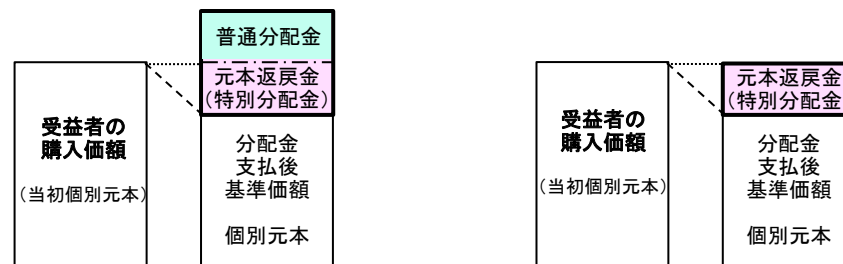 普通分配金
元本返戻金
(特別分配金)
受益者の
購入価額
(当初個別元本)
分配金
支払後
基準価額
個別元本
元本返戻金
(特別分配金
受益者の
購入価額
(当初個別元本)
分配金
支払後
基準価額
個別元本